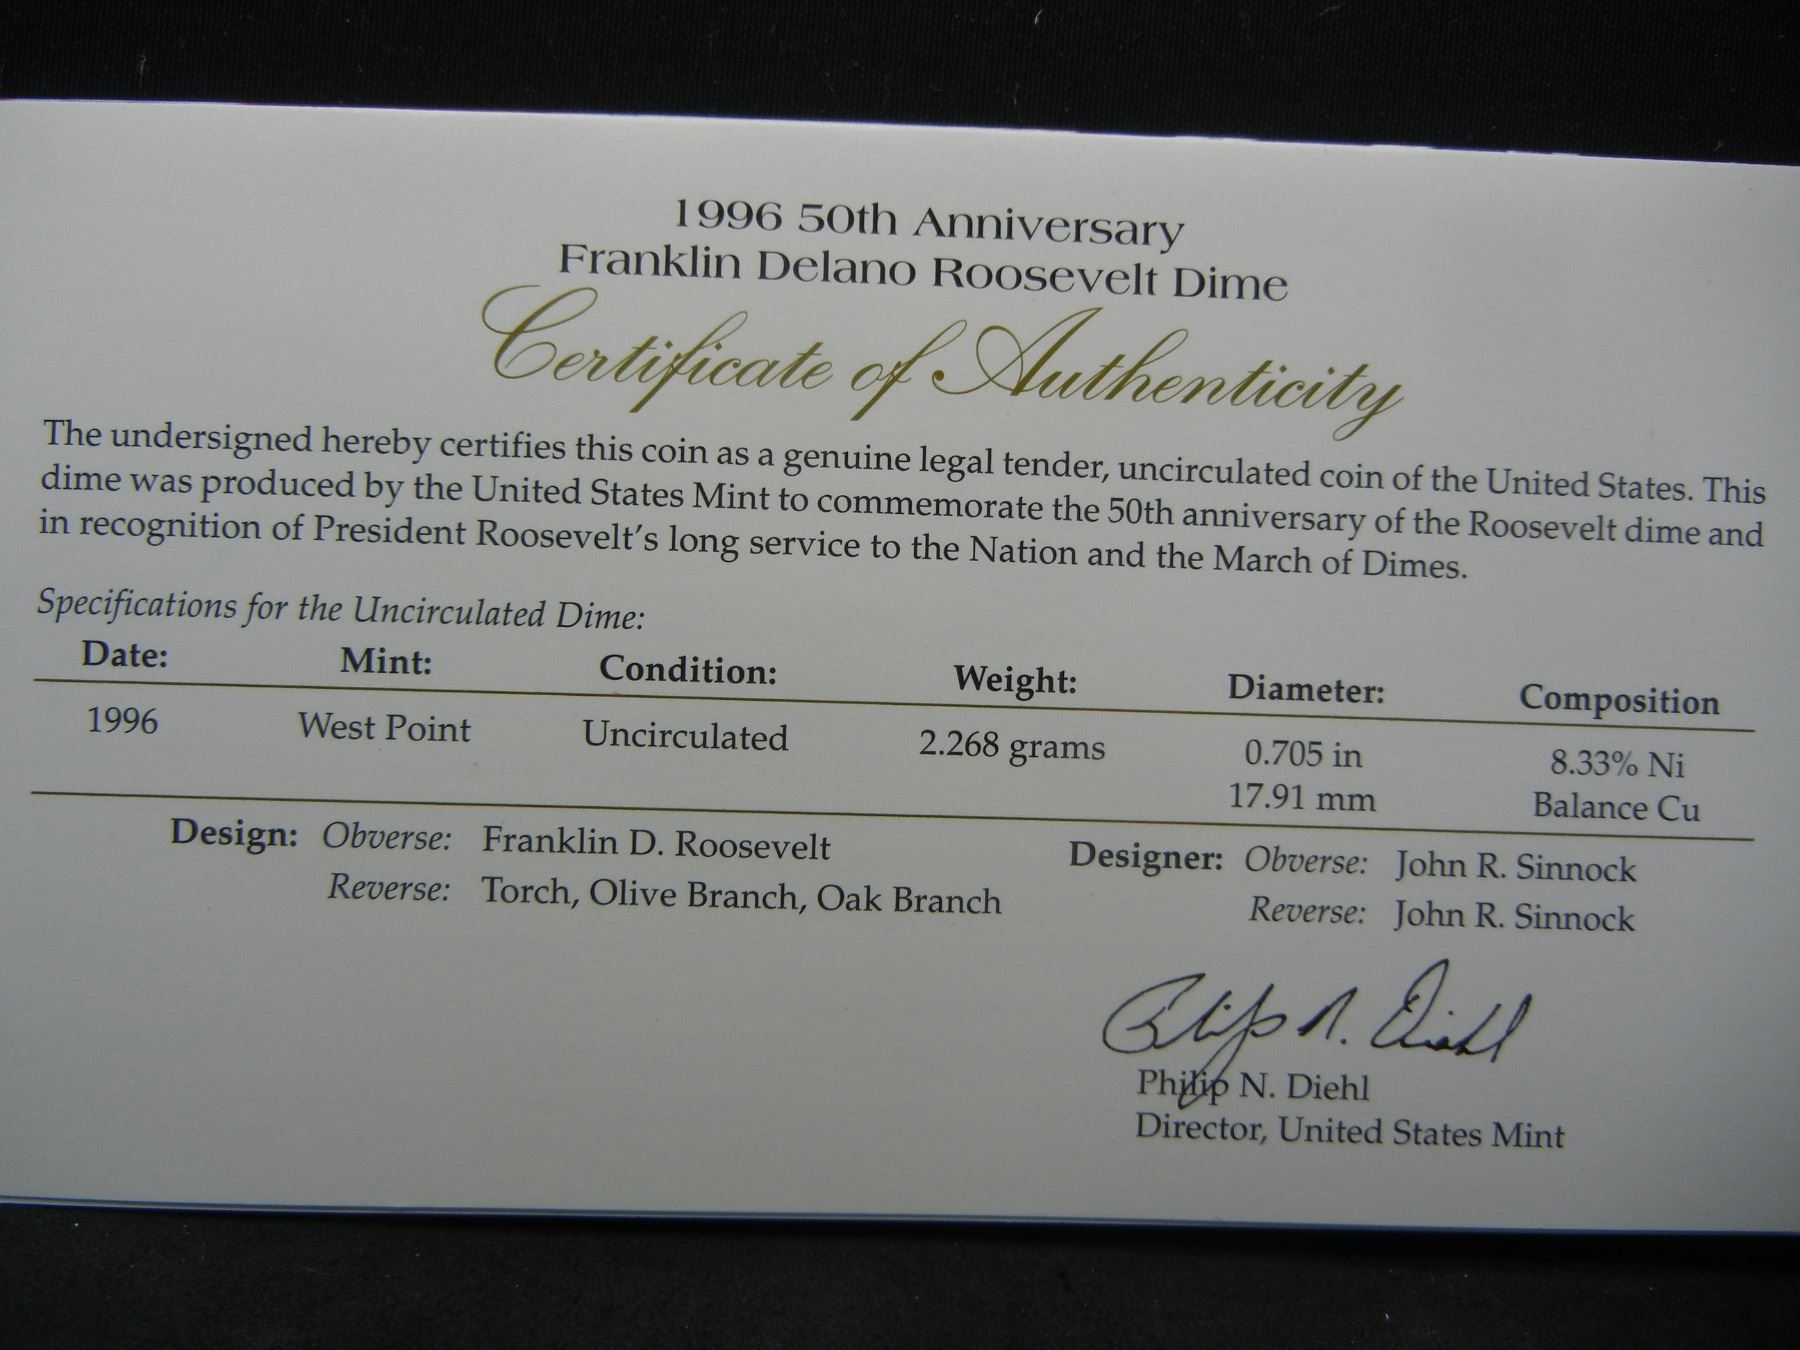 1996 50th Anniversary
Franklin Delano Roosevelt Dime
Certificate of Authenticity
The undersigned hereby certifies this coin as a genuine legal tender, uncirculated coin of the United States. This
dime was produced by the United States Mint to commemorate the 50th anniversary of the Roosevelt dime and
in recognition of President Roosevelt's long service to the Nation and the March of Dimes.
Specifications for the Uncirculated Dime:
Date: Mint: Condition: Weight: Diameter: Composition
1996 West Point Uncirculated 2.268 grams 0.705 in 8.33% Ni
17.91 mm Balance Cu
Design: Obverse: Franklin D. Roosevelt Designer: Obverse: John R. Sinnock
Reverse: Torch, Olive Branch, Oak Branch Reverse: John R. Sinnock
Philip N. Diehl
Philip N. Diehl
Director, United States Mint